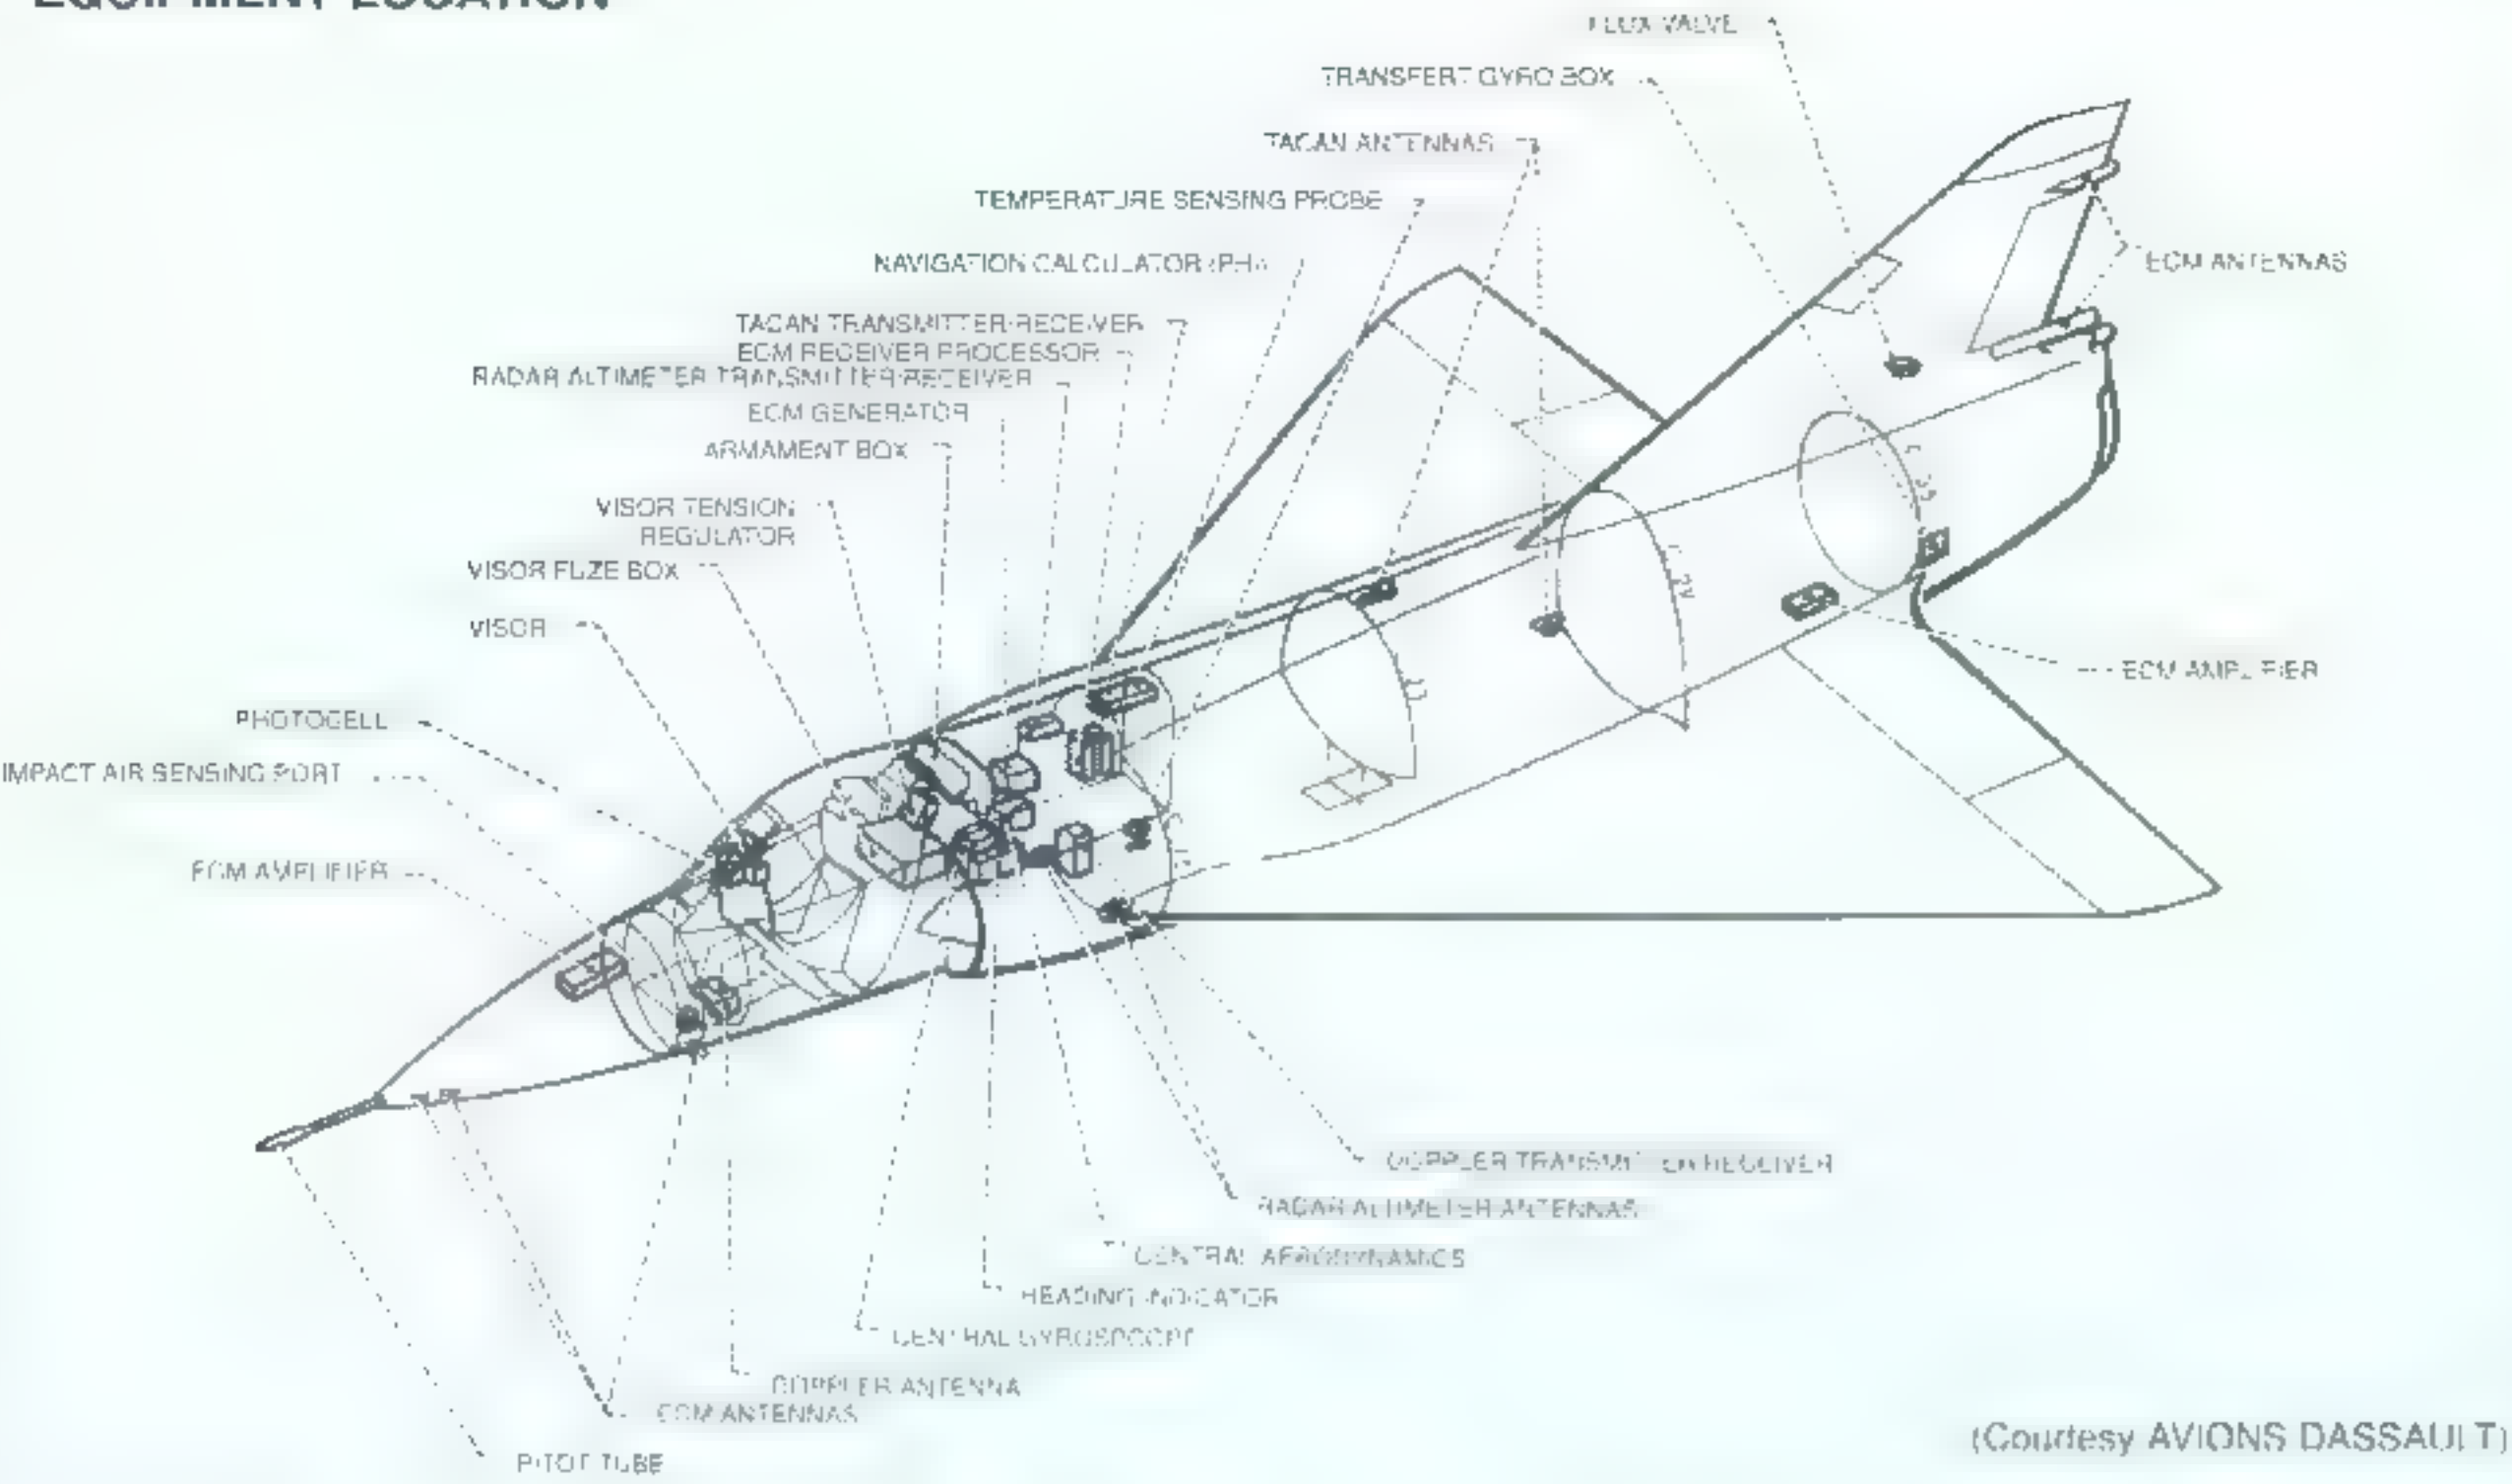 EQUIPMENT LOCATION
FLUX VALVE
TRANSFERT GYRO BOX
TACAN ANTENNAS
TEMPERATURE SENSING PROBE
NAVIGATION CALCULATOR
ECM ANTENNAS
TACAN TRANSMITTER-RECEIVER
ECM RECEIVER PROCESSOR
RADAR ALTIMETER TRANSMITTER-RECEIVER
ECM GENERATOR
ARMAMENT BOX
VISOR TENSION
REGULATOR
VISOR FUZE BOX
VISOR
ECM AMPLIFIER
PHOTOCELL
IMPACT AIR SENSING PORT
ECM AMPLIFIER
DOPPLER TRANSMITTER RECEIVER
RADAR ALTIMETER ANTENNAS
CENTRAL AERODYNAMICS
HEADING INDICATOR
CENTRAL GYROSCOPE
DOPPLER ANTENNA
ECM ANTENNAS
PITOT TUBE
(Courtesy AVIONS DASSAULT)